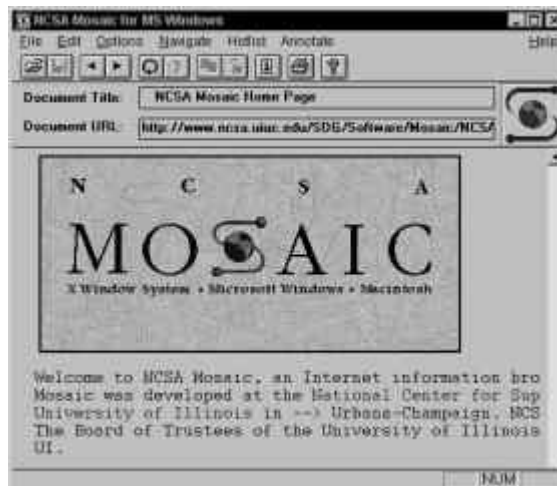 NCSA Mosaic for MS Windows
File Edit Options Navigate Hotlist Annotate Help
Document Title: NCSA Mosaic Home Page
Document URL: http://www.ncsa.uiuc.edu/SDG/Software/Mosaic/NCSA
N C S A
MOSAIC
X Window System • Microsoft Windows • Macintosh
Welcome to NCSA Mosaic, an Internet information bro
Mosaic was developed at the National Center for Sup
University of Illinois in --> Urbana-Champaign. NCS
The Board of Trustees of the University of Illinois
UI.
NUM